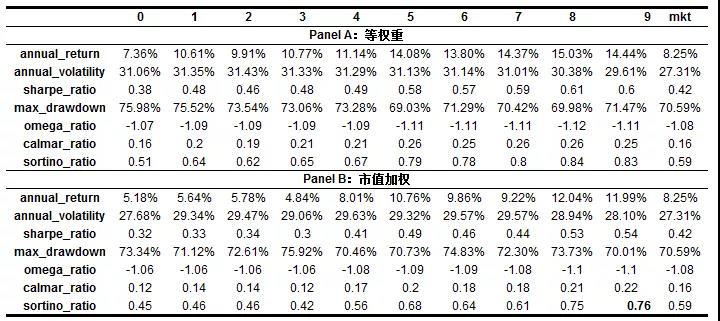 0 1 2 3 4 5 6 7 8 9 mkt
Panel A：等权重
annual_return 7.36% 10.61% 9.91% 10.77% 11.14% 14.08% 13.80% 14.37% 15.03% 14.44% 8.25%
annual_volatility 31.06% 31.35% 31.43% 31.33% 31.29% 31.13% 31.14% 31.01% 30.38% 29.61% 27.31%
sharpe_ratio 0.38 0.48 0.46 0.48 0.49 0.58 0.57 0.59 0.61 0.6 0.42
max_drawdown 75.98% 75.52% 73.54% 73.06% 73.28% 69.03% 71.29% 70.42% 69.98% 71.47% 70.59%
omega_ratio -1.07 -1.09 -1.09 -1.09 -1.09 -1.11 -1.11 -1.11 -1.12 -1.11 -1.08
calmar_ratio 0.16 0.2 0.19 0.21 0.21 0.26 0.25 0.26 0.26 0.25 0.16
sortino_ratio 0.51 0.64 0.62 0.65 0.67 0.79 0.78 0.8 0.84 0.83 0.59
Panel B：市值加权
annual_return 5.18% 5.64% 5.78% 4.84% 8.01% 10.76% 9.86% 9.22% 12.04% 11.99% 8.25%
annual_volatility 27.68% 29.34% 29.47% 29.06% 29.63% 29.32% 29.57% 29.57% 28.94% 28.10% 27.31%
sharpe_ratio 0.32 0.33 0.34 0.3 0.41 0.49 0.46 0.44 0.53 0.54 0.42
max_drawdown 73.34% 71.12% 72.61% 75.92% 70.46% 70.73% 74.83% 72.30% 73.73% 70.01% 70.59%
omega_ratio -1.06 -1.06 -1.06 -1.06 -1.08 -1.09 -1.09 -1.08 -1.1 -1.1 -1.08
calmar_ratio 0.12 0.14 0.14 0.12 0.17 0.2 0.18 0.18 0.21 0.22 0.16
sortino_ratio 0.45 0.46 0.46 0.42 0.56 0.68 0.64 0.61 0.75 0.76 0.59